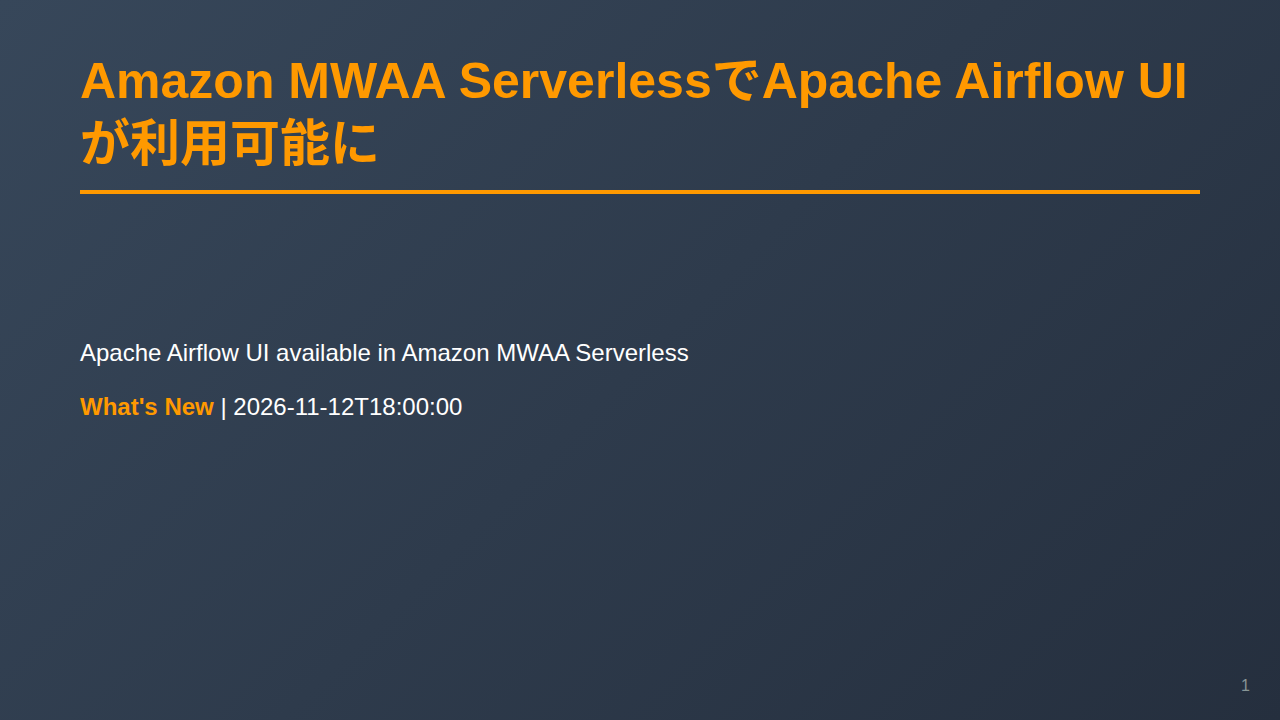 Amazon MWAA ServerlessでApache Airflow UI
が利用可能に
Apache Airflow UI available in Amazon MWAA Serverless
What's New | 2026-11-12T18:00:00
1